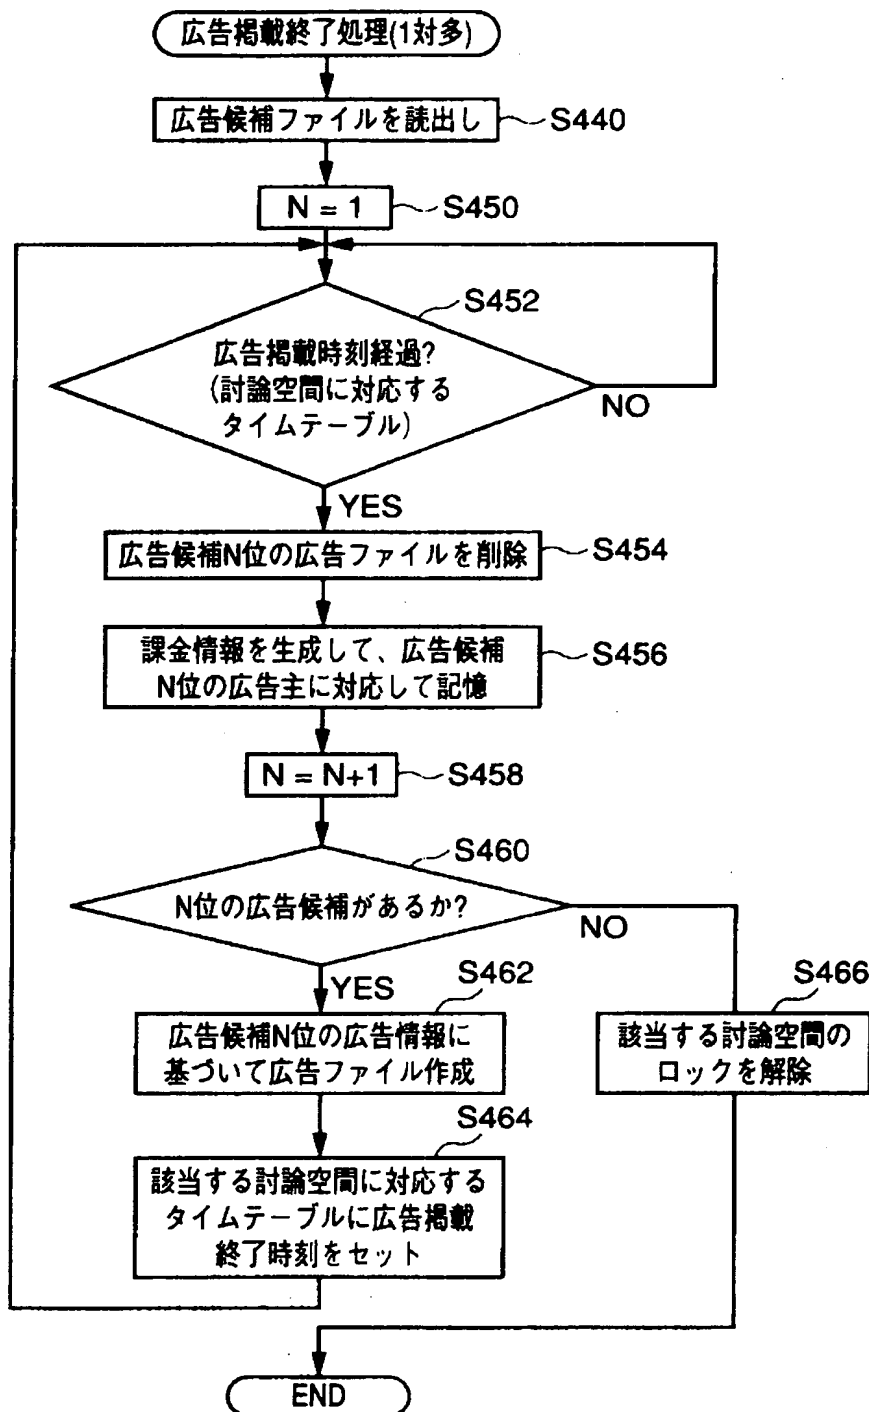 広告掲載終了処理(1対多)
広告候補ファイルを読出し
S440
N = 1
S450
S452
広告掲載時刻経過?
(討論空間に対応する
タイムテーブル)
NO
YES
広告候補N位の広告ファイルを削除
S454
課金情報を生成して、広告候補
N位の広告主に対応して記憶
S456
N = N+1
S458
S460
N位の広告候補があるか?
NO
YES
S462
広告候補N位の広告情報に
基づいて広告ファイル作成
S466
該当する討論空間の
ロックを解除
S464
該当する討論空間に対応する
タイムテーブルに広告掲載
終了時刻をセット
END